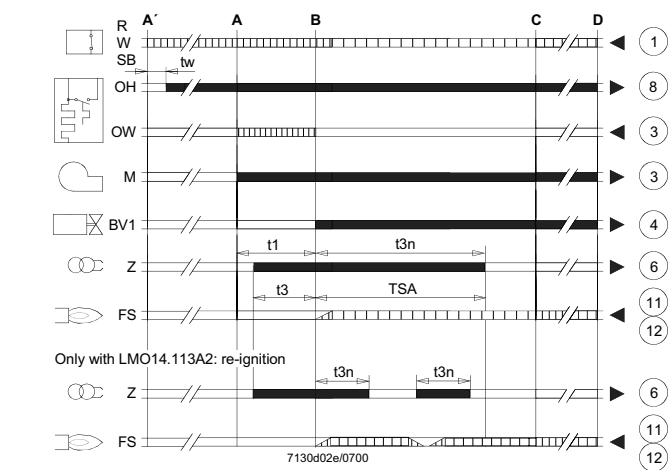 R A´ A B C D
W 1
SB tw
OH 8
OW 3
M 3
BV1 4
t1 t3n
Z 6
t3 TSA
11
FS
12
Only with LMO14.113A2: re-ignition
t3n t3n
Z 6
11
FS
7130d02e/0700 12